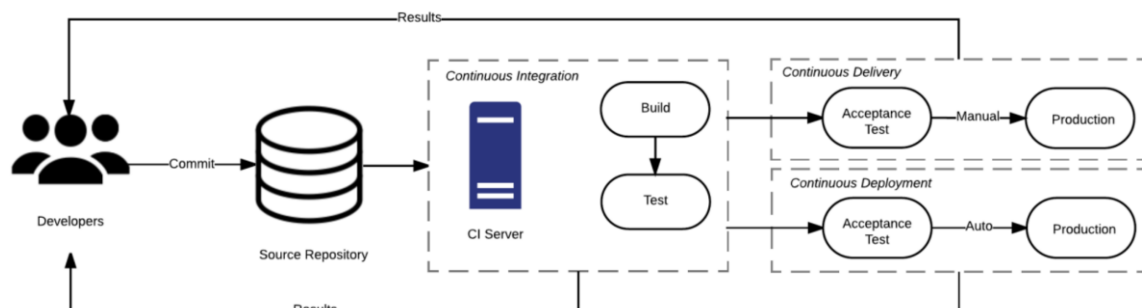 Results
Continuous Integration
Continuous Delivery
Build
Acceptance
Test
Manual
Production
Commit
Continuous Deployment
Test
Developers
CI Server
Acceptance
Test
Auto
Production
Source Repository
Results